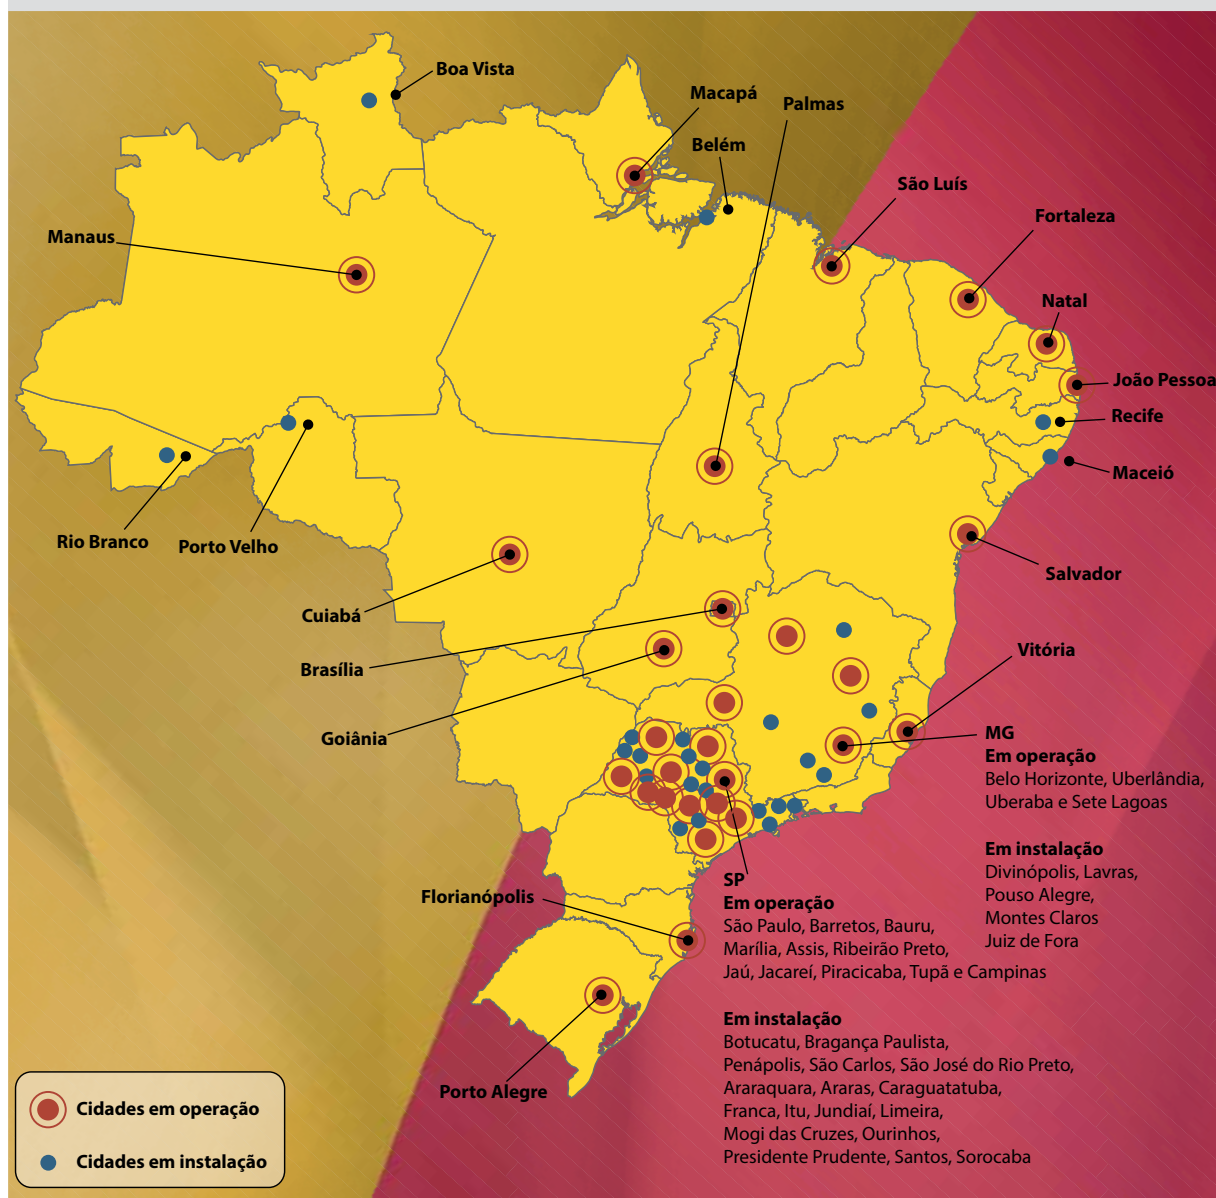 Boa Vista
Macapá
Palmas
Belém
São Luís
Fortaleza
Manaus
Natal
João Pessoa
Recife
Maceió
Rio Branco
Porto Velho
Salvador
Cuiabá
Brasília
Vitória
Goiânia
MG
Em operação
Belo Horizonte, Uberlândia,
Uberaba e Sete Lagoas
Em instalação
Divinópolis, Lavras,
Pouso Alegre,
Montes Claros
Juiz de Fora
Florianópolis
SP
Em operação
São Paulo, Barretos, Bauru,
Marília, Assis, Ribeirão Preto,
Jaú, Jacareí, Piracicaba, Tupã e Campinas
Em instalação
Botucatu, Bragança Paulista,
Penápolis, São Carlos, São José do Rio Preto,
Araraquara, Araras, Caraguatatuba,
Franca, Itu, Jundiaí, Limeira,
Mogi das Cruzes, Ourinhos,
Presidente Prudente, Santos, Sorocaba
Porto Alegre
Cidades em operação
Cidades em instalação